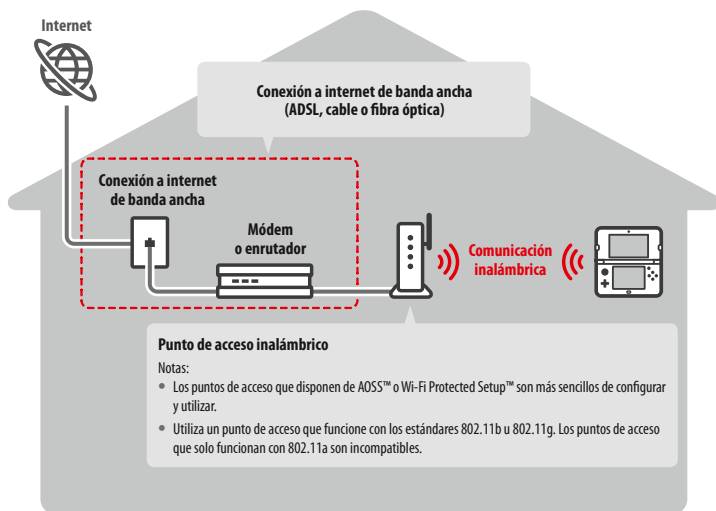 Internet
Conexión a internet de banda ancha
(ADSL, cable o fibra óptica)
Conexión a internet
de banda ancha
Módem
o enrutador
Comunicación
inalámbrica
Punto de acceso inalámbrico
Notas:
• Los puntos de acceso que disponen de AOSS™ o Wi-Fi Protected Setup™ son más sencillos de configurar
y utilizar.
• Utiliza un punto de acceso que funcione con los estándares 802.11b u 802.11g. Los puntos de acceso
que solo funcionan con 802.11a son incompatibles.